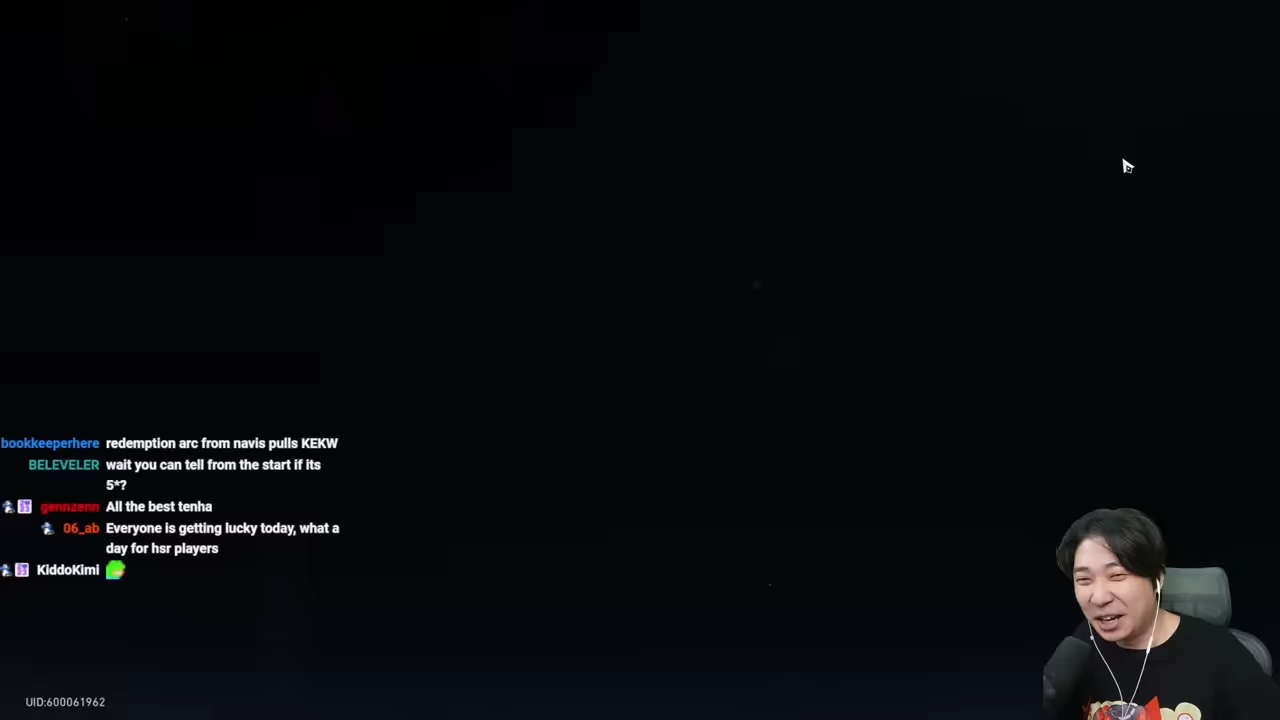 bookkeeperhere redemption arc from navis pulls KEKW
BELEVELER wait you can tell from the start if its
5*?
gennzenn All the best tenha
06_ab Everyone is getting lucky today, what a
day for hsr players
KiddoKimi
UID:600061962